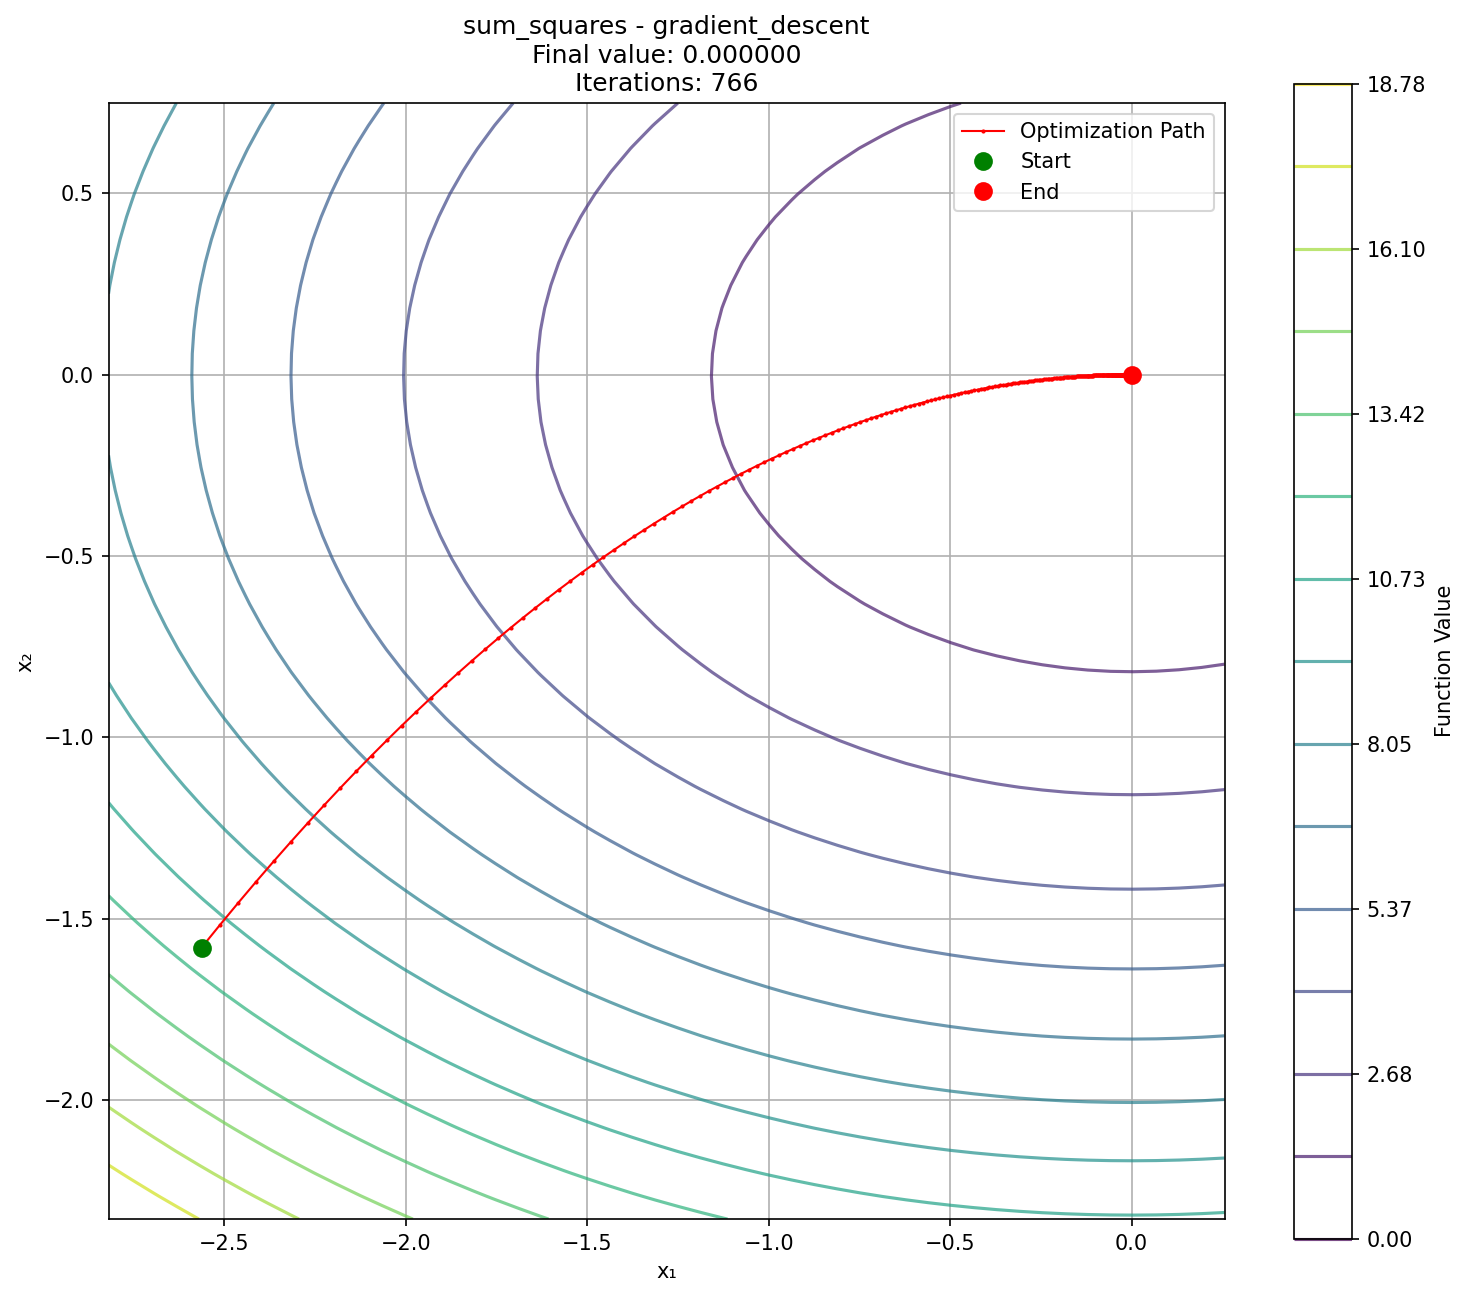 sum_squares - gradient_descent
Final value: 0.000000
Iterations: 766
Optimization Path
Start
End
0.5
0.0
−0.5
−1.0
−1.5
−2.0
x₂
−2.5
−2.0
−1.5
−1.0
−0.5
0.0
x₁
18.78
16.10
13.42
10.73
8.05
5.37
2.68
0.00
Function Value